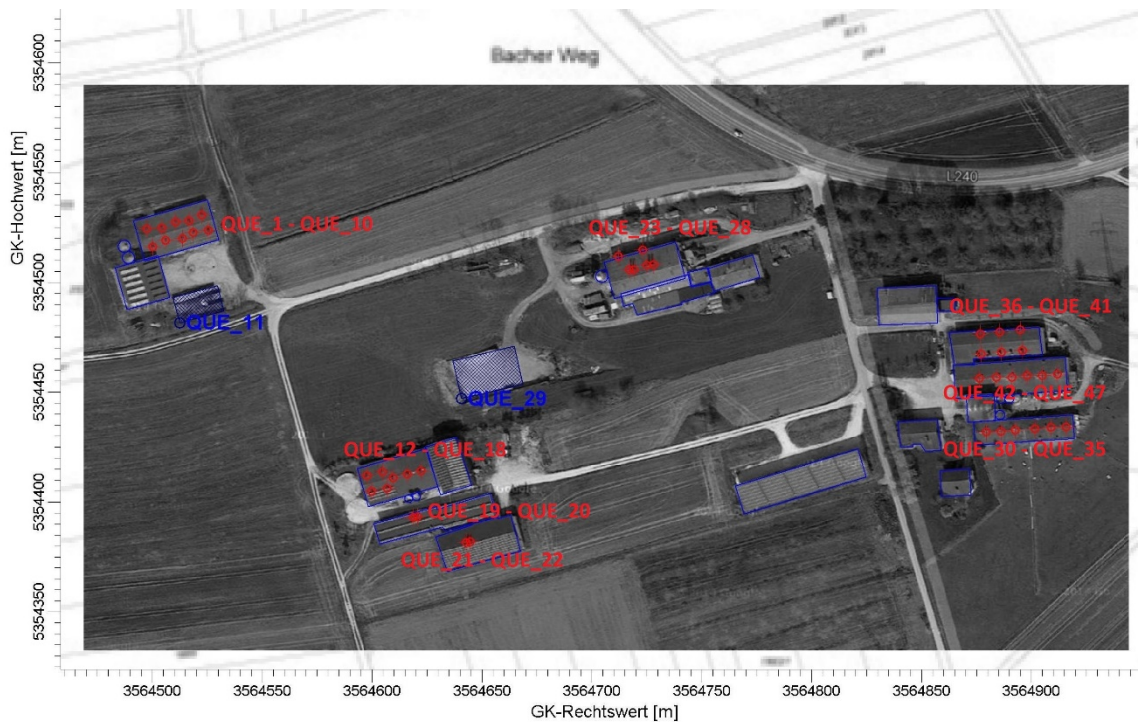 Bacher Weg
L240
QUE_1 - QUE_10
QUE_23 - QUE_28
QUE_11
QUE_36 - QUE_41
QUE_29
QUE_42 - QUE_47
QUE_12 - QUE_18
QUE_30 - QUE_35
QUE_19 - QUE_20
QUE_21 - QUE_22
GK-Hochwert [m]
5354600
5354550
5354500
5354450
5354400
5354350
3564500 3564550 3564600 3564650 3564700 3564750 3564800 3564850 3564900
GK-Rechtswert [m]